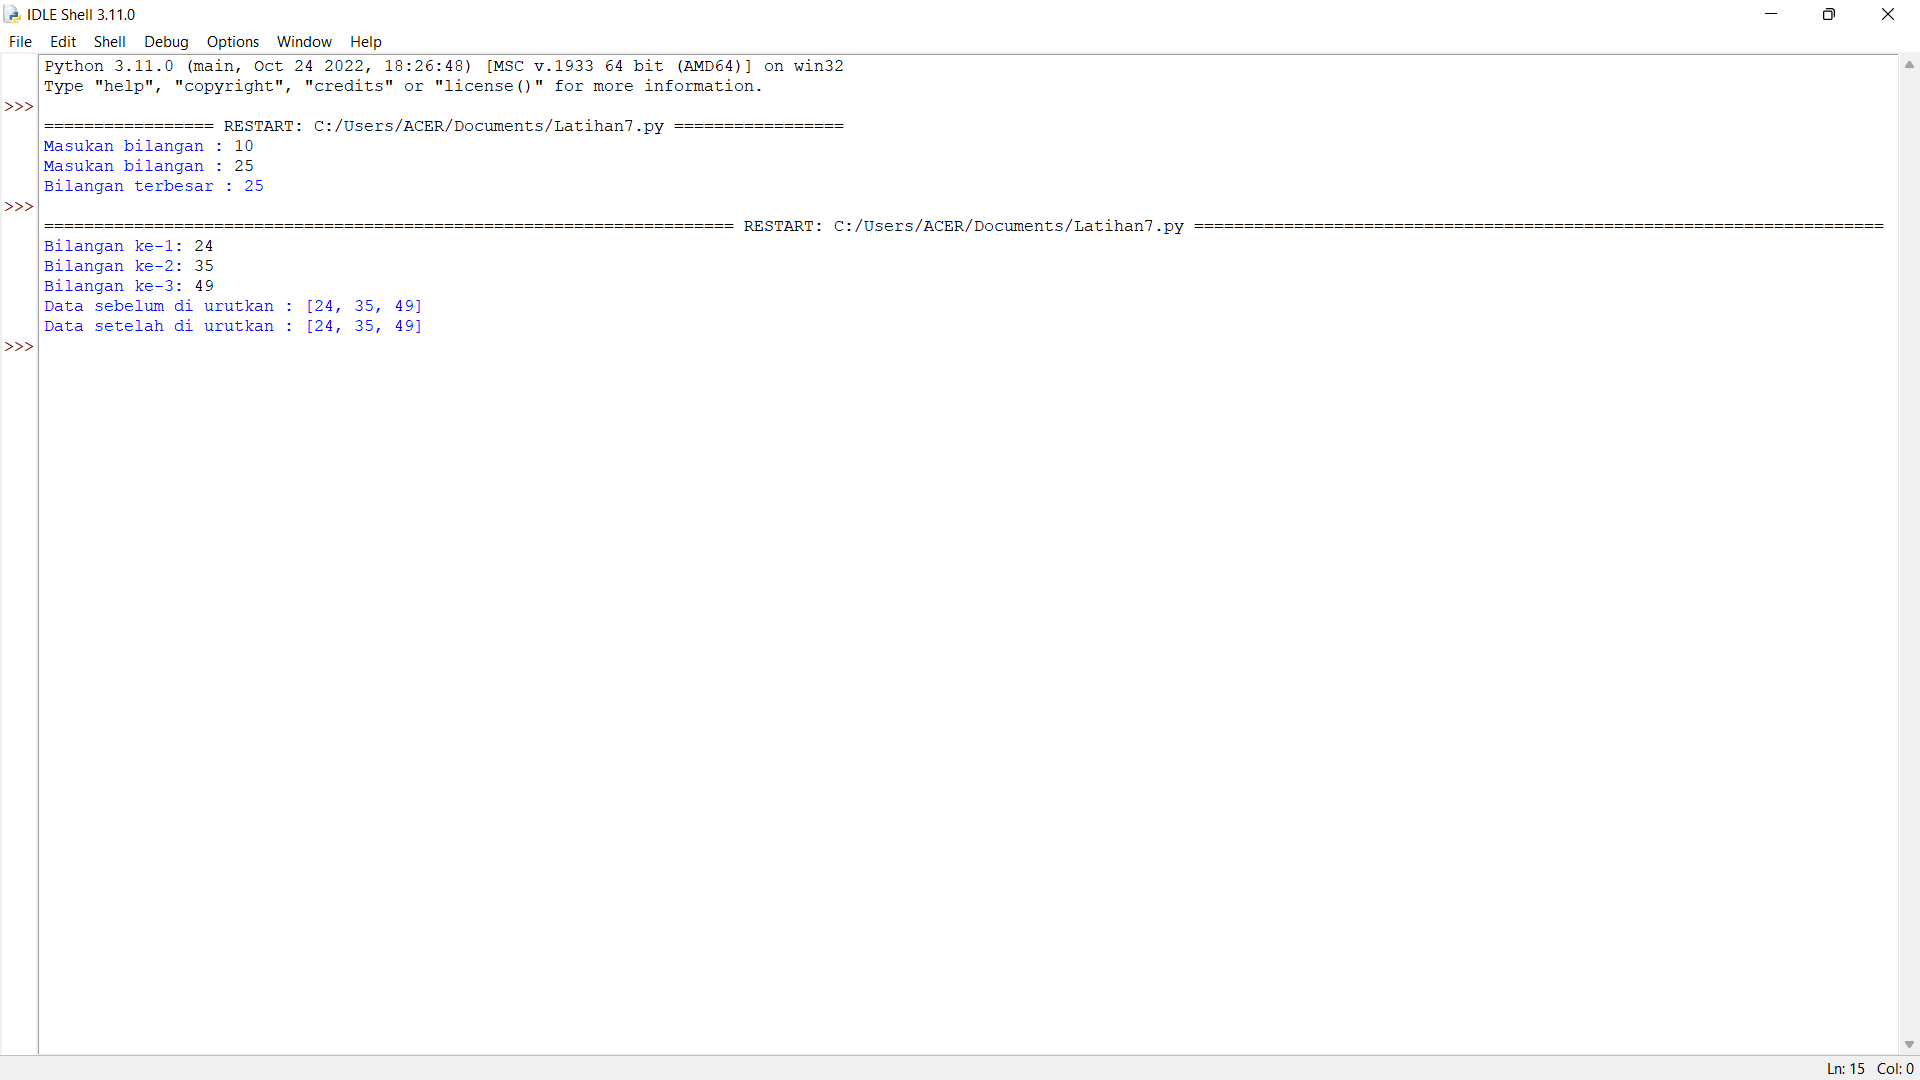 IDLE Shell 3.11.0
File Edit Shell Debug Options Window Help
Python 3.11.0 (main, Oct 24 2022, 18:26:48) [MSC v.1933 64 bit (AMD64)] on win32
Type "help", "copyright", "credits" or "license()" for more information.
>>>
================= RESTART: C:/Users/ACER/Documents/Latihan7.py =================
Masukan bilangan : 10
Masukan bilangan : 25
Bilangan terbesar : 25
>>>
===================================================================== RESTART: C:/Users/ACER/Documents/Latihan7.py =====================================================================
Bilangan ke-1: 24
Bilangan ke-2: 35
Bilangan ke-3: 49
Data sebelum di urutkan : [24, 35, 49]
Data setelah di urutkan : [24, 35, 49]
>>>
Ln: 15 Col: 0